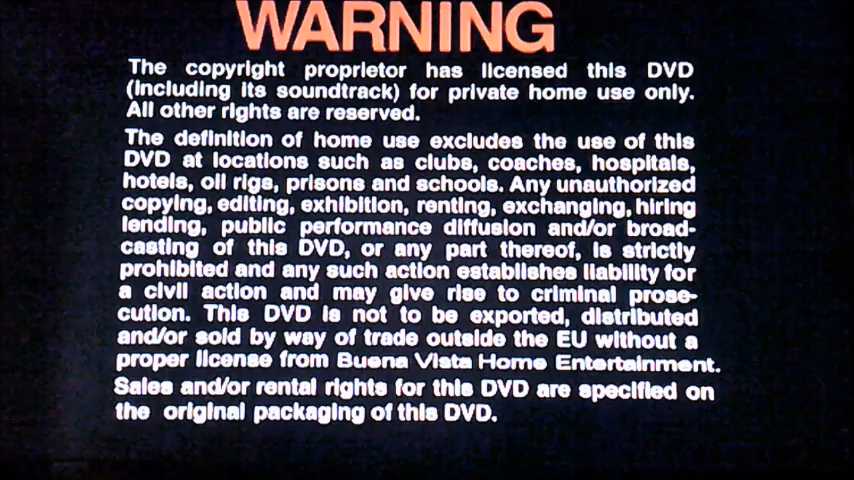 WARNING
The copyright proprietor has licensed this DVD
(including its soundtrack) for private home use only.
All other rights are reserved.
The definition of home use excludes the use of this
DVD at locations such as clubs, coaches, hospitals,
hotels, oil rigs, prisons and schools. Any unauthorized
copying, editing, exhibition, renting, exchanging, hiring
lending, public performance diffusion and/or broad-
casting of this DVD, or any part thereof, is strictly
prohibited and any such action establishes liability for
a civil action and may give rise to criminal prose-
cution. This DVD is not to be exported, distributed
and/or sold by way of trade outside the EU without a
proper license from Buena Vista Home Entertainment.
Sales and/or rental rights for this DVD are specified on
the original packaging of this DVD.